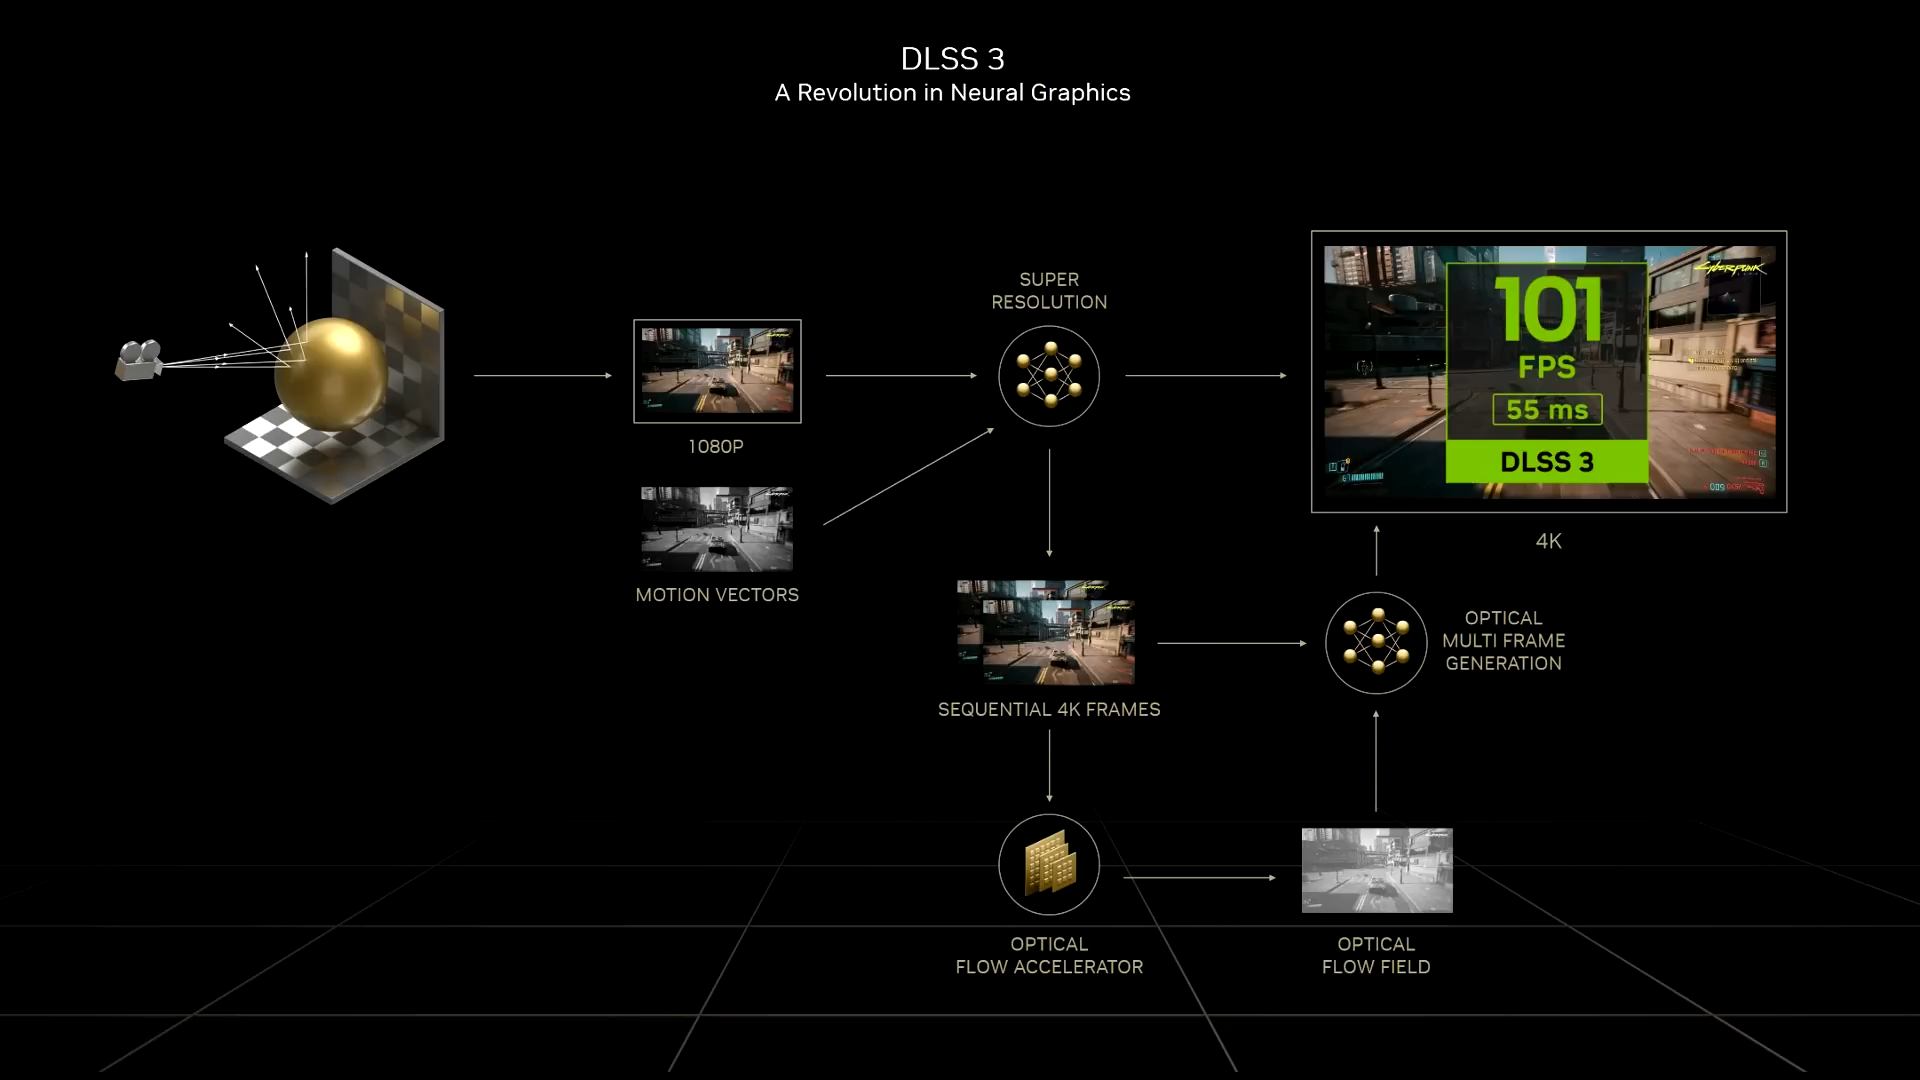 DLSS 3
A Revolution in Neural Graphics
SUPER
RESOLUTION
1080P
MOTION VECTORS
CYBERPUNK
101
FPS
55 ms
DLSS 3
4K
SEQUENTIAL 4K FRAMES
OPTICAL
MULTI FRAME
GENERATION
OPTICAL
FLOW ACCELERATOR
OPTICAL
FLOW FIELD